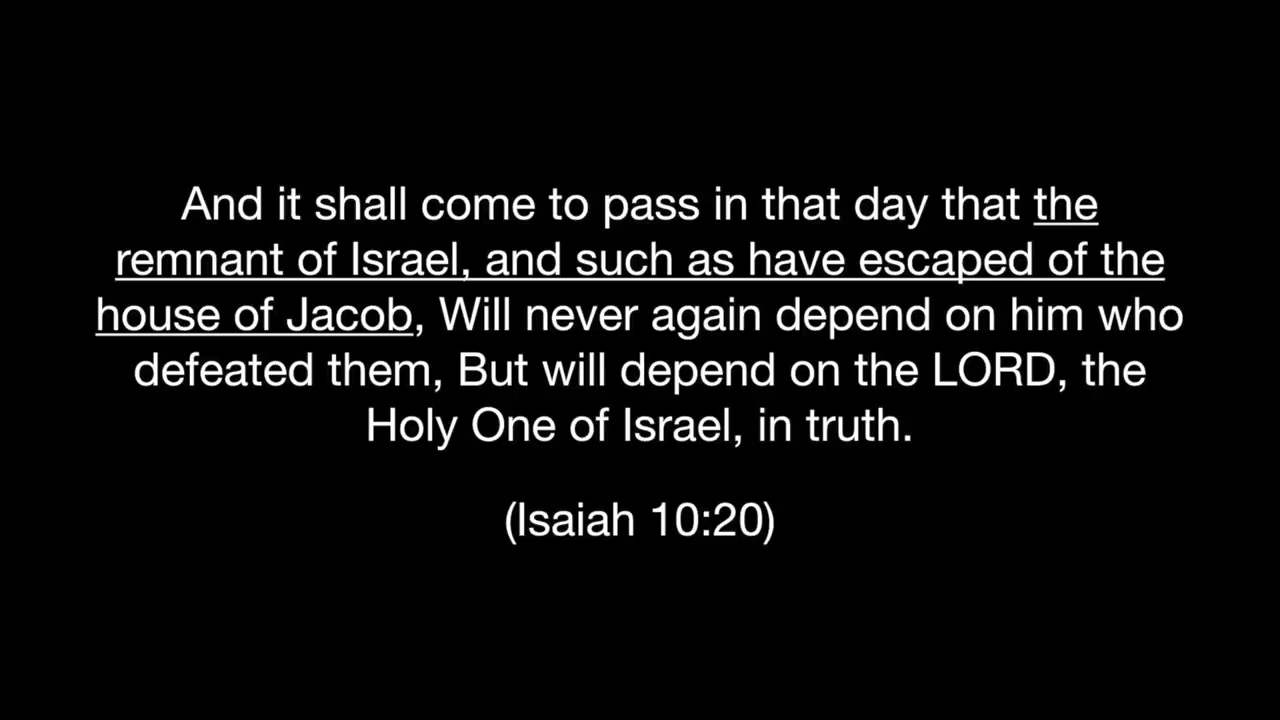 And it shall come to pass in that day that the
remnant of Israel, and such as have escaped of the
house of Jacob, Will never again depend on him who
defeated them, But will depend on the LORD, the
Holy One of Israel, in truth.
(Isaiah 10:20)